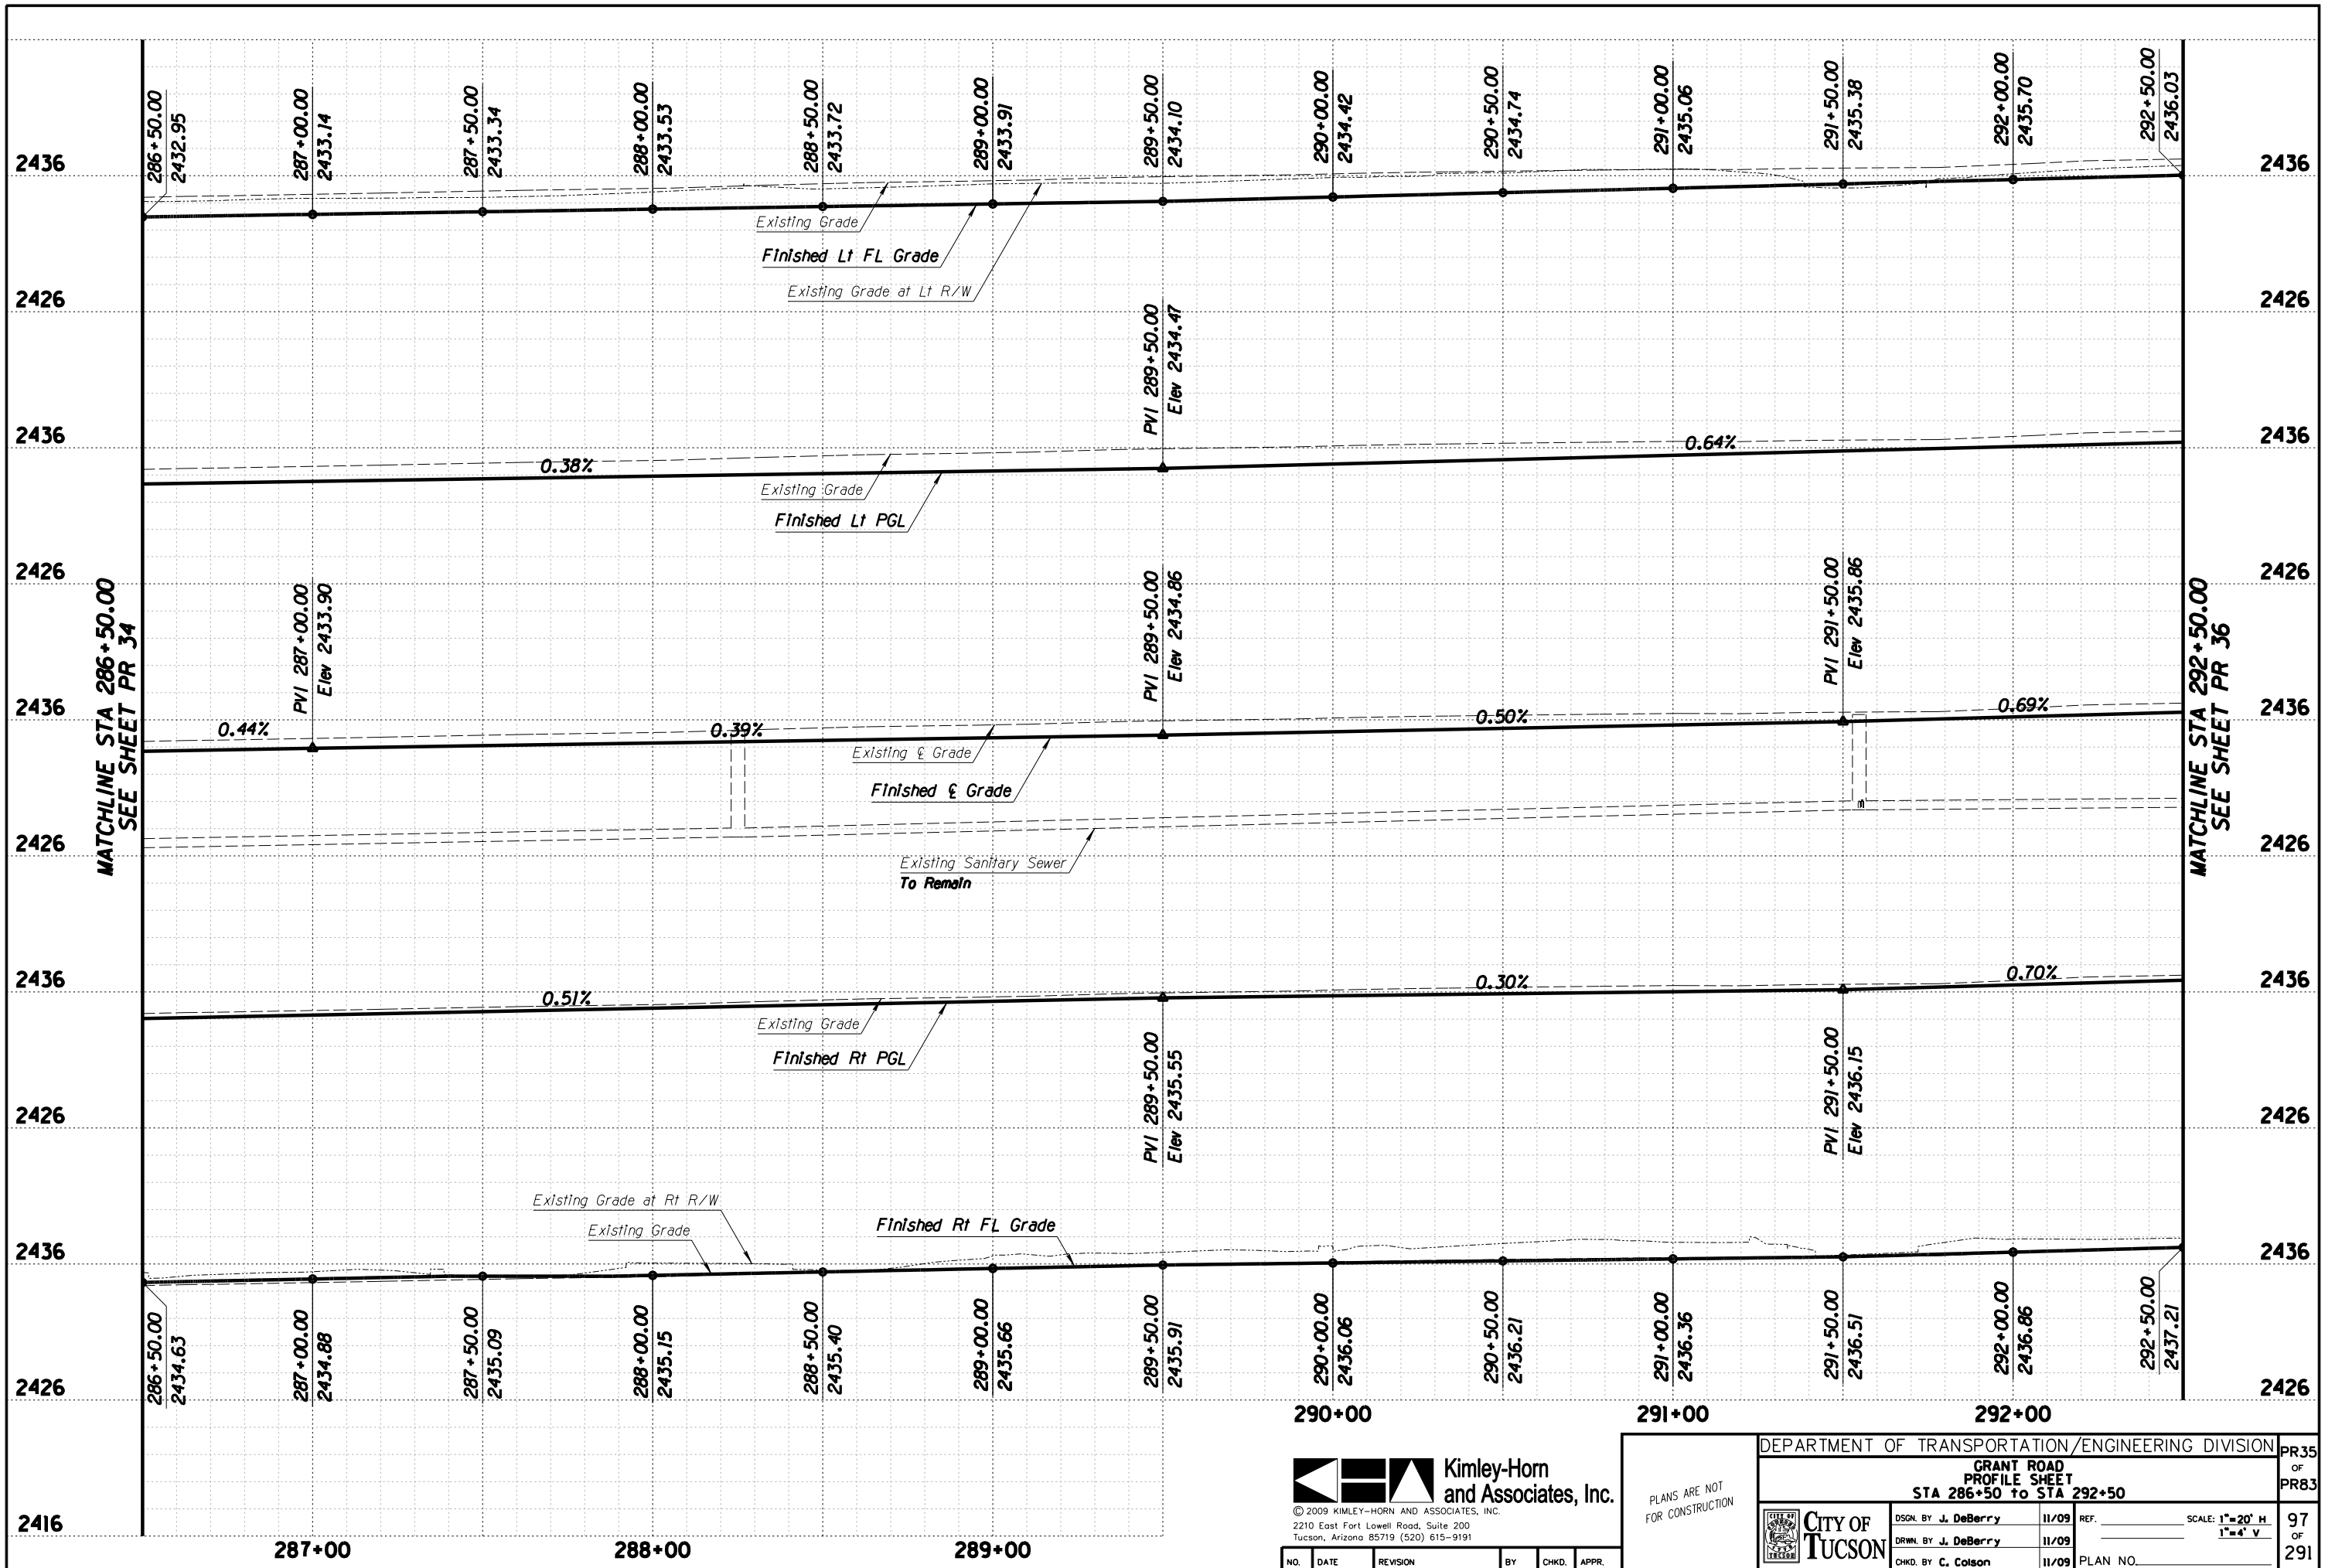 286+50.00
2432.95
287+00.00
2433.14
287+50.00
2433.34
288+00.00
2433.53
288+50.00
2433.72
289+00.00
2433.91
289+50.00
2434.10
290+00.00
2434.42
290+50.00
2434.74
291+00.00
2435.06
291+50.00
2435.38
292+00.00
2435.70
292+50.00
2436.03
2436
2436
Existing Grade
Finished Lt FL Grade
Existing Grade at Lt R/W
2426
2426
PVI 289+50.00
Elev 2434.47
2436
2436
0.38%
0.64%
Existing Grade
Finished Lt PGL
2426
2426
MATCHLINE STA 286+50.00
SEE SHEET PR 34
PVI 287+00.00
Elev 2433.90
PVI 289+50.00
Elev 2434.86
PVI 291+50.00
Elev 2435.86
MATCHLINE STA 292+50.00
SEE SHEET PR 36
2436
2436
0.44%
0.39%
0.50%
0.69%
Existing ℄ Grade
Finished ℄ Grade
2426
2426
Existing Sanitary Sewer
To Remain
2436
2436
0.51%
0.30%
0.70%
Existing Grade
Finished Rt PGL
PVI 289+50.00
Elev 2435.55
PVI 291+50.00
Elev 2436.15
2426
2426
Existing Grade at Rt R/W
Existing Grade
Finished Rt FL Grade
2436
2436
286+50.00
2434.63
287+00.00
2434.88
287+50.00
2435.09
288+00.00
2435.15
288+50.00
2435.40
289+00.00
2435.66
289+50.00
2435.91
290+00.00
2436.06
290+50.00
2436.21
291+00.00
2436.36
291+50.00
2436.51
292+00.00
2436.86
292+50.00
2437.21
2426
2426
290+00
291+00
292+00
2416
287+00
288+00
289+00
Kimley-Horn
and Associates, Inc.
© 2009 KIMLEY-HORN AND ASSOCIATES, INC.
2210 East Fort Lowell Road, Suite 200
Tucson, Arizona 85719 (520) 615-9191
NO. DATE REVISION BY CHKD. APPR.
PLANS ARE NOT
FOR CONSTRUCTION
DEPARTMENT OF TRANSPORTATION/ENGINEERING DIVISION
GRANT ROAD
PROFILE SHEET
STA 286+50 to STA 292+50
PR35
OF
PR83
CITY OF
TUCSON
CITY OF
TUCSON
DSGN. BY J. DeBerry 11/09
DRWN. BY J. DeBerry 11/09
CHKD. BY C. Colson 11/09
REF.
SCALE: 1"=20' H
1"=4' V
PLAN NO.
97
OF
291